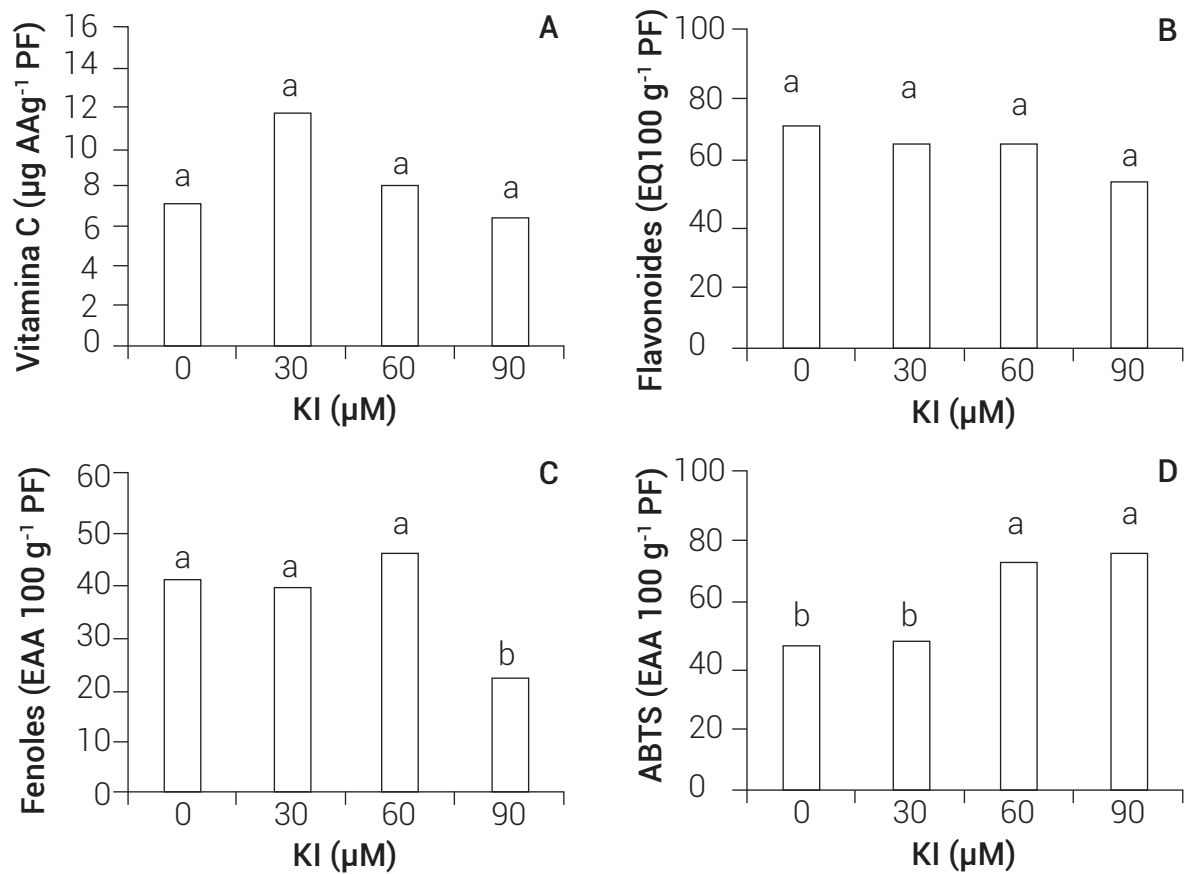 A
Vitamina C (µg AAg⁻¹ PF)
16
14
12
10
8
6
4
2
0
a
a
a
a
0 30 60 90
KI (µM)
B
Flavonoides (EQ100 g⁻¹ PF)
100
80
60
40
20
0
a
a
a
a
0 30 60 90
KI (µM)
C
Fenoles (EAA 100 g⁻¹ PF)
60
50
40
30
20
10
0
a
a
a
b
0 30 60 90
KI (µM)
D
ABTS (EAA 100 g⁻¹ PF)
100
80
60
40
20
0
b
b
a
a
0 30 60 90
KI (µM)